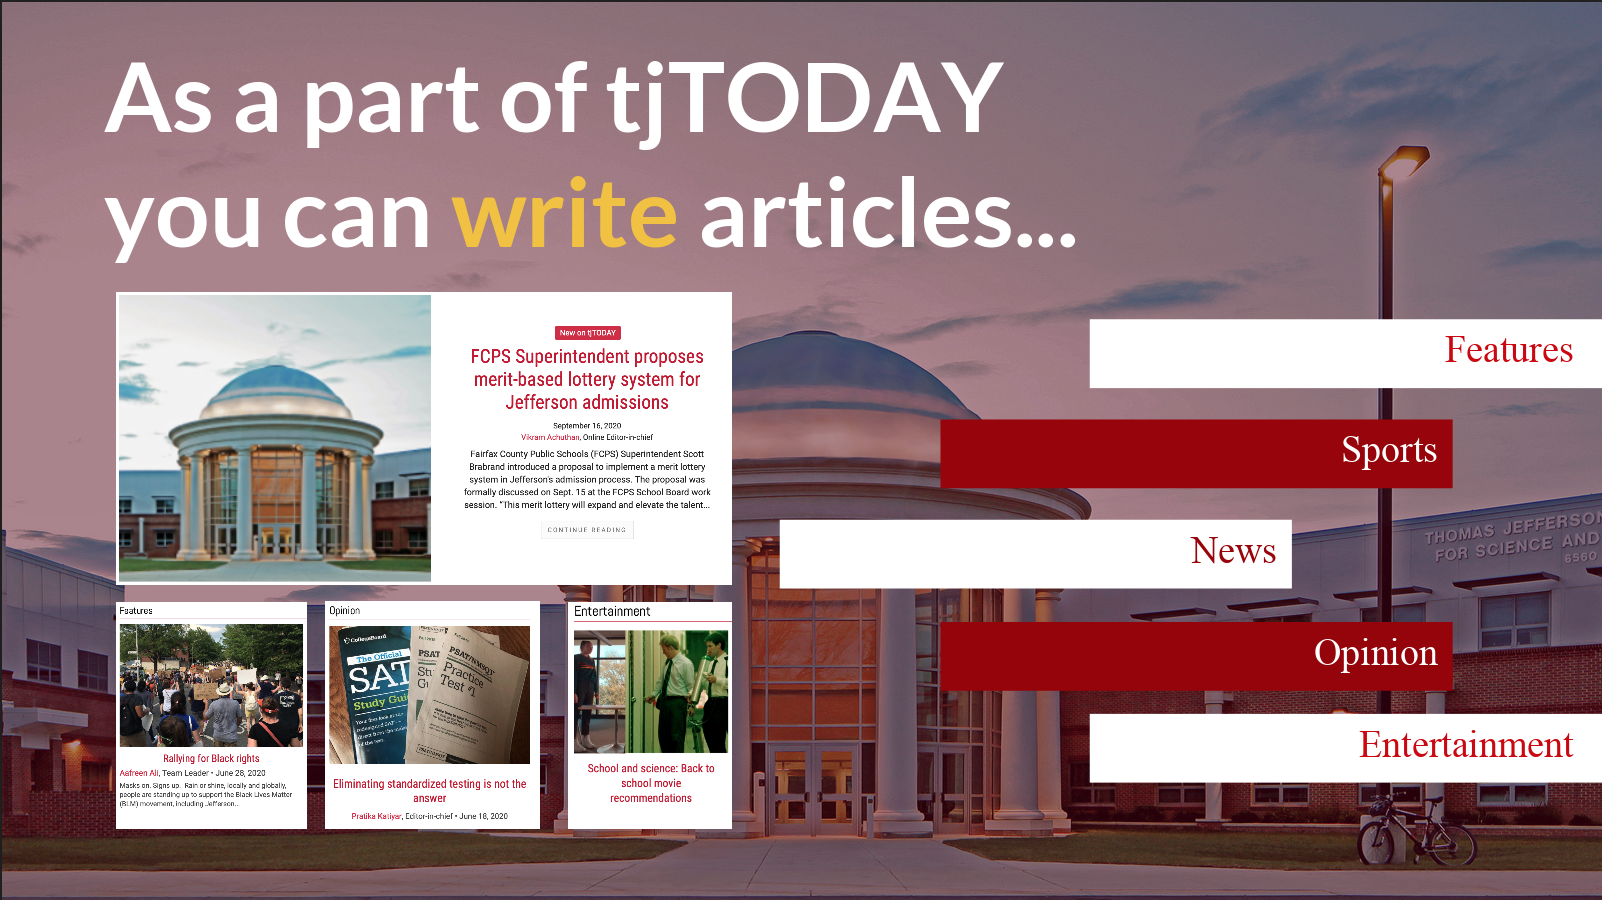 As a part of tjTODAY
you can write articles...
New on tjTODAY
FCPS Superintendent proposes
merit-based lottery system for
Jefferson admissions
September 16, 2020
Vikram Achuthan, Online Editor-in-chief
Fairfax County Public Schools (FCPS) Superintendent Scott
Brabrand introduced a proposal to implement a merit lottery
system in Jefferson's admission process. The proposal was
formally discussed on Sept. 15 at the FCPS School Board work
session. "This merit lottery will expand and elevate the talent...
CONTINUE READING
Features
Rallying for Black rights
Aafreen Ali, Team Leader • June 28, 2020
Masks on. Signs up. Rain or shine, locally and globally,
people are standing up to support the Black Lives Matter
(BLM) movement, including Jefferson...
Opinion
CollegeBoard
The Official
SAT
Study Gui
PSAT
PSAT/NMSQT
Practice
Test #1
Eliminating standardized testing is not the
answer
Pratika Katiyar, Editor-in-chief • June 18, 2020
Entertainment
School and science: Back to
school movie
recommendations
Features
Sports
News
Opinion
Entertainment
THOMAS JEFFERSO
FOR SCIENCE AND
6560